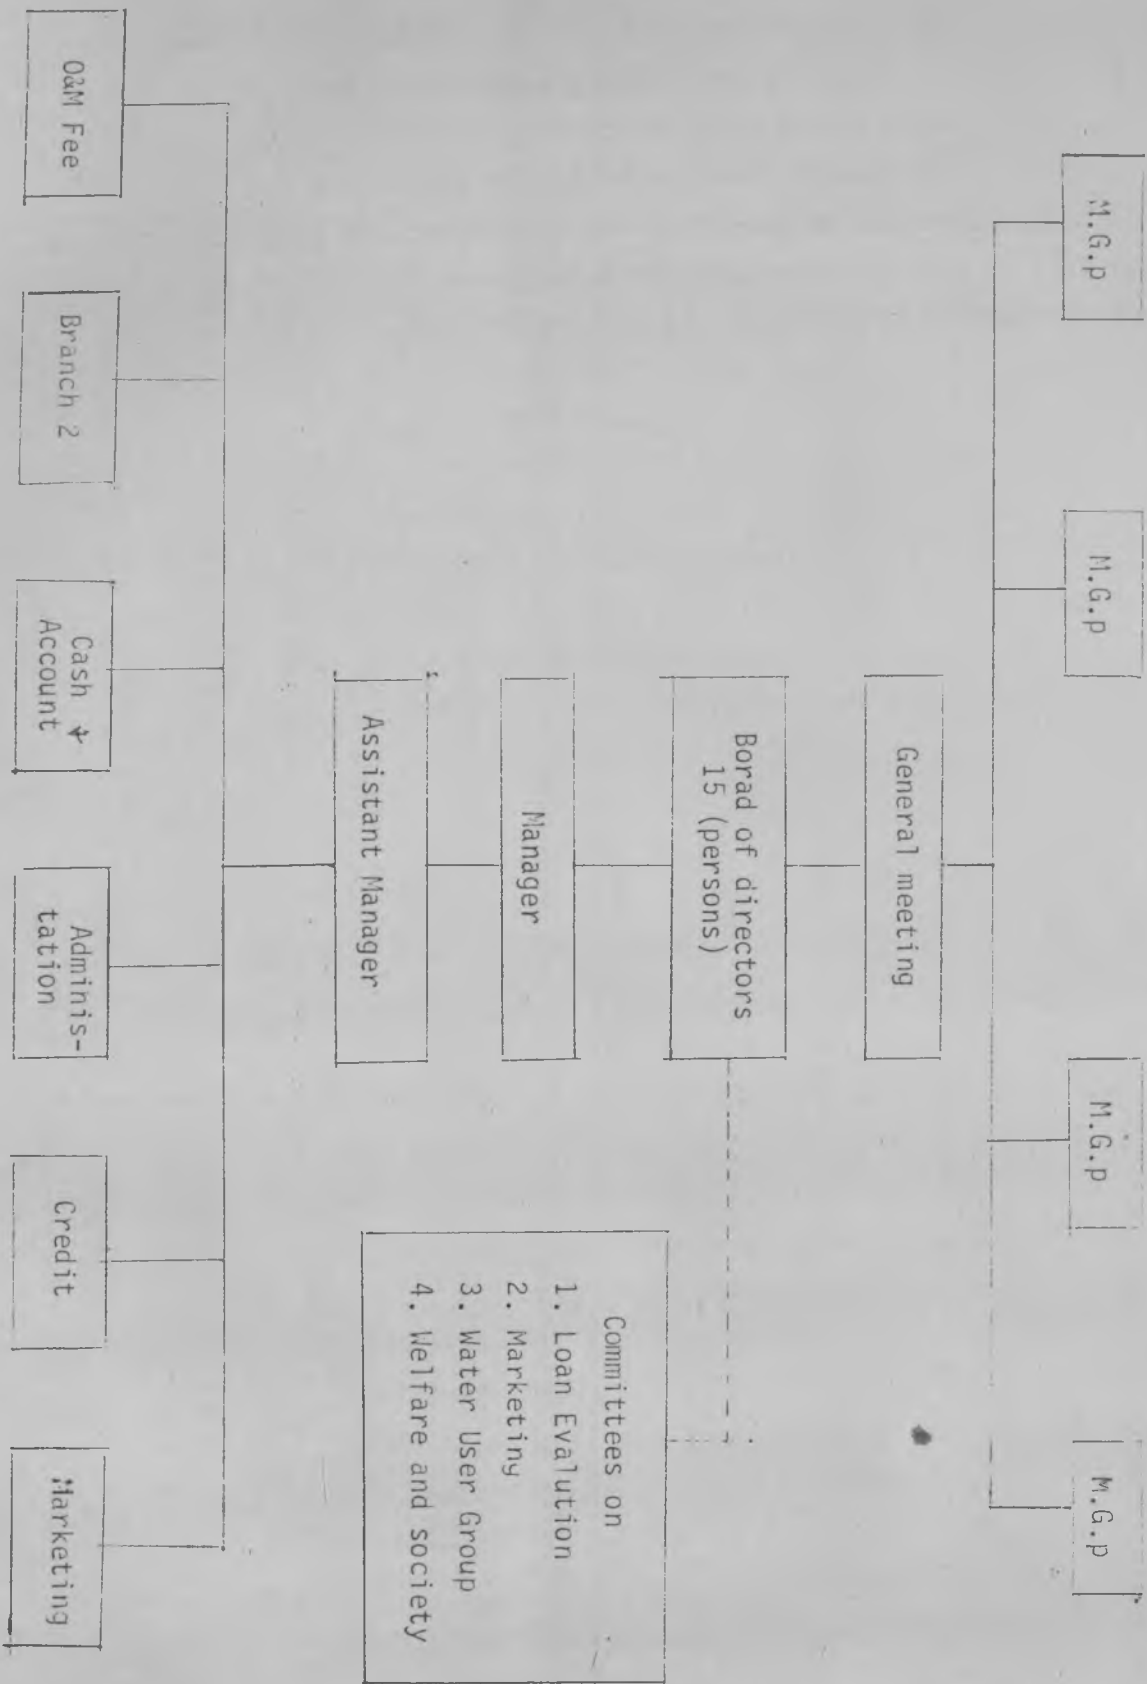 M.G.p
M.G.p
M.G.p
M.G.p
General meeting
Borad of directors
15 (persons)
Manager
Assistant Manager
Committees on
1. Loan Evalution
2. Marketiny
3. Water User Group
4. Welfare and society
O&M Fee
Branch 2
Cash &
Account
Adminis-
tation
Credit
Marketing